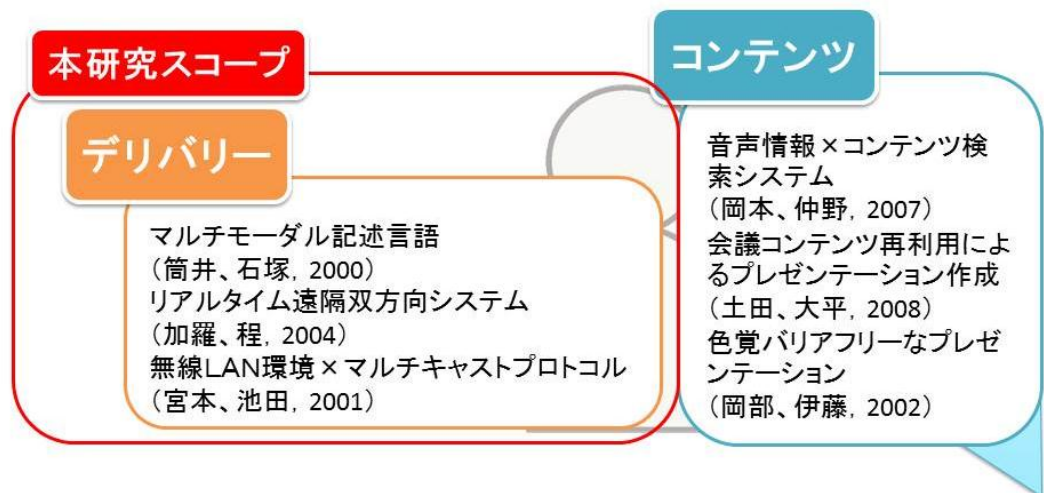 本研究スコープ
デリバリー
マルチモーダル記述言語
（筒井、石塚, 2000）
リアルタイム遠隔双方向システム
（加羅、程, 2004）
無線LAN環境×マルチキャストプロトコル
（宮本、池田, 2001）
コンテンツ
音声情報×コンテンツ検
索システム
（岡本、仲野, 2007）
会議コンテンツ再利用によ
るプレゼンテーション作成
（土田、大平, 2008）
色覚バリアフリーなプレゼ
ンテーション
（岡部、伊藤, 2002）